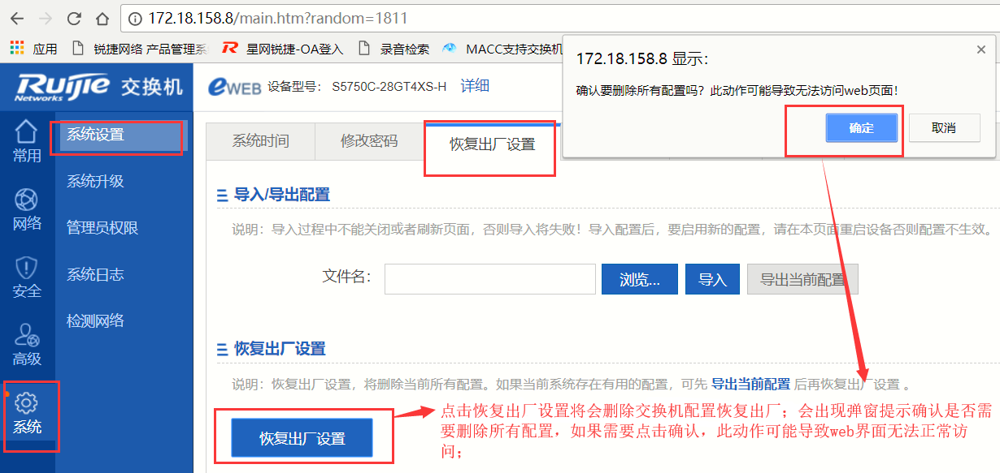 172.18.158.8/main.htm?random=1811
应用 锐捷网络 产品管理系 星网锐捷-OA登入 录音检索 MACC支持交换机
172.18.158.8 显示：
确认要删除所有配置吗？此动作可能导致无法访问web页面！
确定 取消
Ruijie Networks 交换机
eWEB 设备型号： S5750C-28GT4XS-H 详细
常用
网络
安全
高级
系统
系统设置
系统升级
管理员权限
系统日志
检测网络
系统时间 修改密码 恢复出厂设置
导入/导出配置
说明：导入过程中不能关闭或者刷新页面，否则导入将失败！导入配置后，要启用新的配置，请在本页面重启设备否则配置不生效。
文件名： 浏览... 导入 导出当前配置
恢复出厂设置
说明：恢复出厂设置，将删除当前所有配置。如果当前系统存在有用的配置，可先 导出当前配置 后再恢复出厂设置 。
恢复出厂设置
点击恢复出厂设置将会删除交换机配置恢复出厂；会出现弹窗提示确认是否需
要删除所有配置，如果需要点击确认，此动作可能导致web界面无法正常访
问；